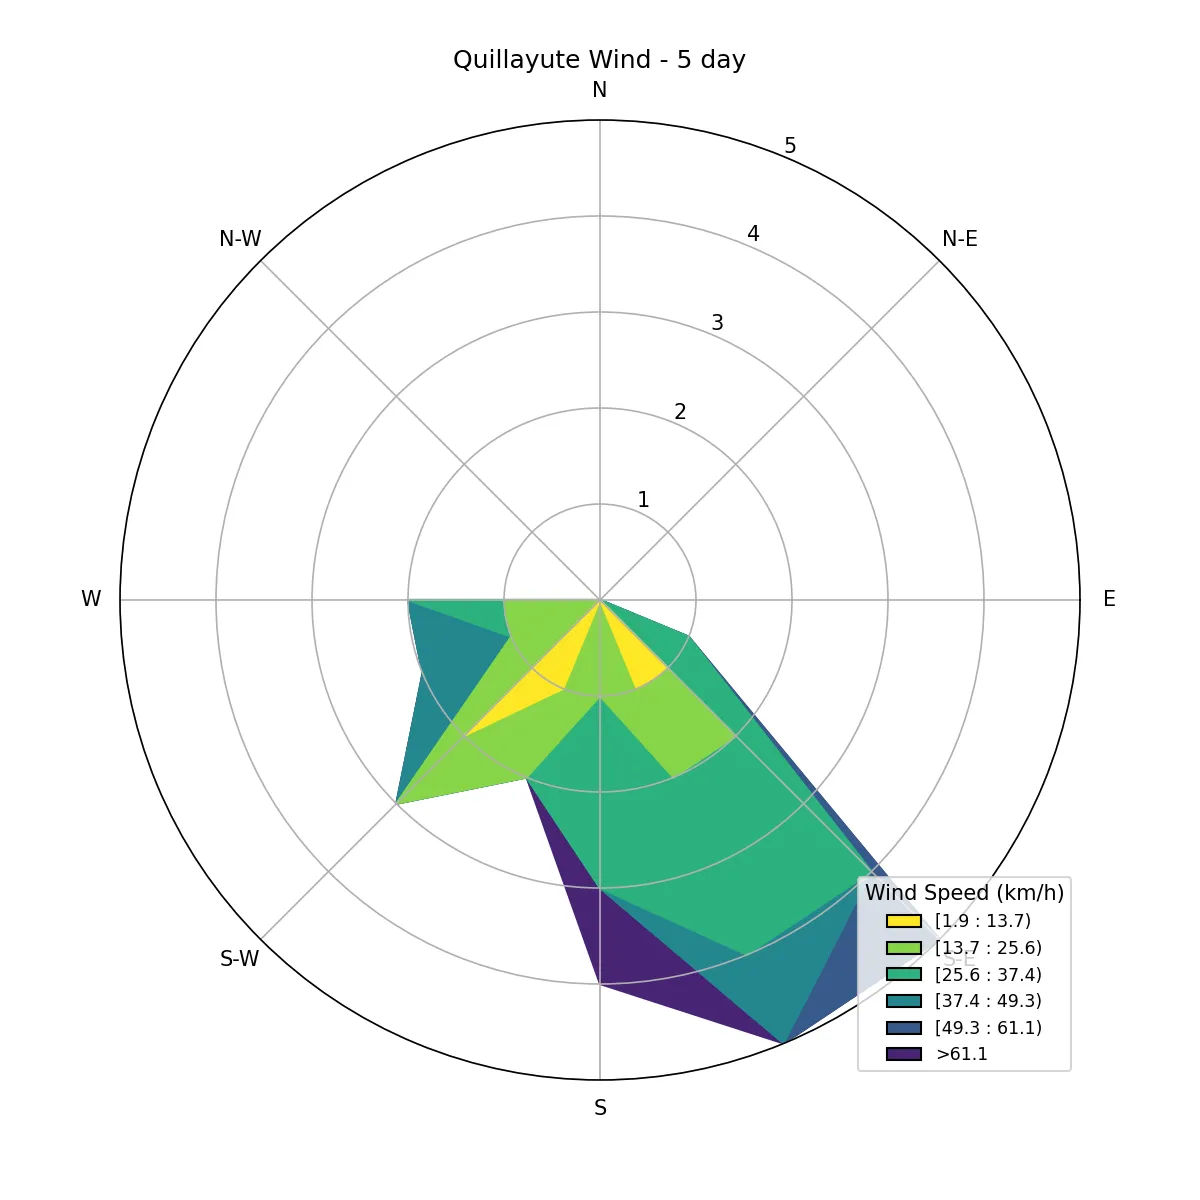 Quillayute Wind - 5 day
N
5
N-W
N-E
4
3
2
1
W
E
Wind Speed (km/h)
[1.9 : 13.7)
[13.7 : 25.6)
S-W
S-E
[25.6 : 37.4)
[37.4 : 49.3)
[49.3 : 61.1)
>61.1
S